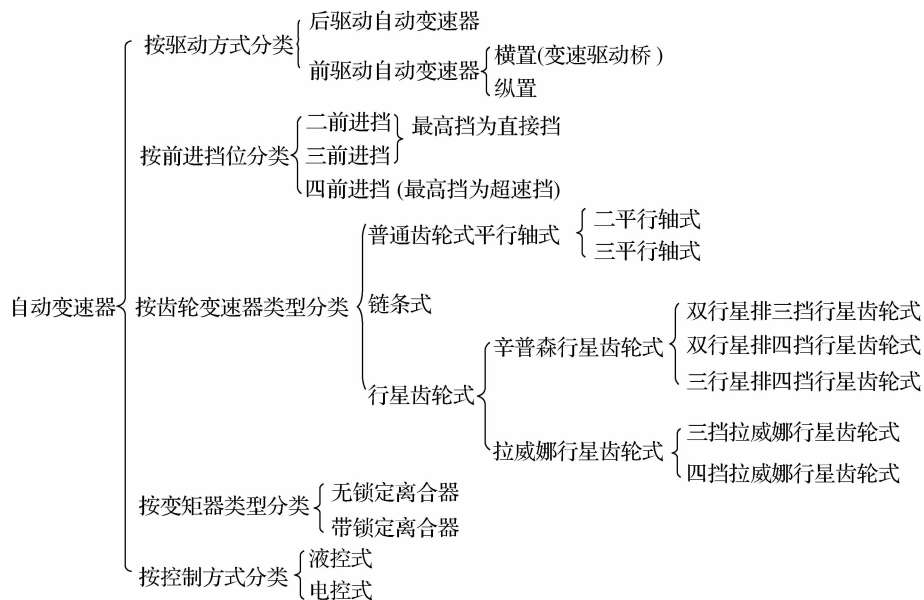 自动变速器
按驱动方式分类
后驱动自动变速器
前驱动自动变速器
横置(变速驱动桥)
纵置
按前进挡位分类
二前进挡
三前进挡
最高挡为直接挡
四前进挡 (最高挡为超速挡)
按齿轮变速器类型分类
普通齿轮式平行轴式
二平行轴式
三平行轴式
链条式
行星齿轮式
辛普森行星齿轮式
双行星排三挡行星齿轮式
双行星排四挡行星齿轮式
三行星排四挡行星齿轮式
拉威娜行星齿轮式
三挡拉威娜行星齿轮式
四挡拉威娜行星齿轮式
按变矩器类型分类
无锁定离合器
带锁定离合器
按控制方式分类
液控式
电控式